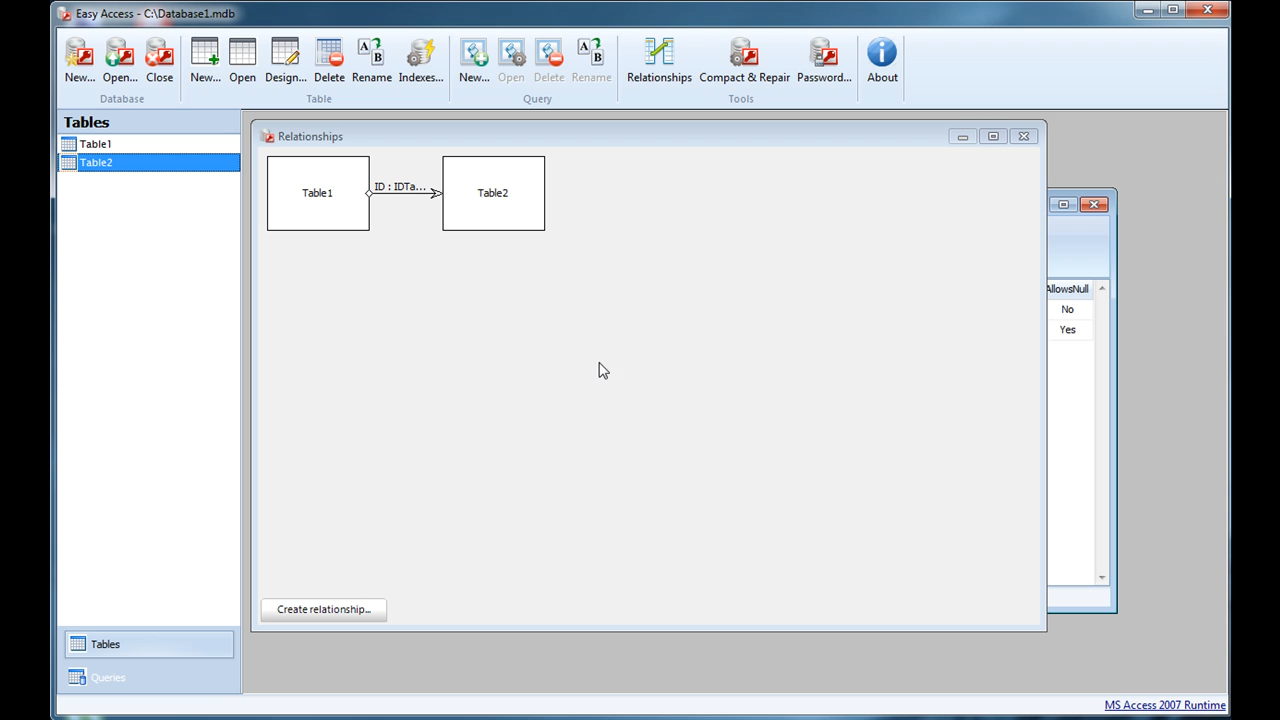 Easy Access - C:\Database1.mdb
New... Open... Close New... Open Design... Delete Rename Indexes... New... Open Delete Rename Relationships Compact & Repair Password... About
Database Table Query Tools
Tables
Table1
Table2
Relationships
Table1
ID : IDTa...
Table2
AllowsNull
No
Yes
Create relationship...
Tables
Queries
MS Access 2007 Runtime